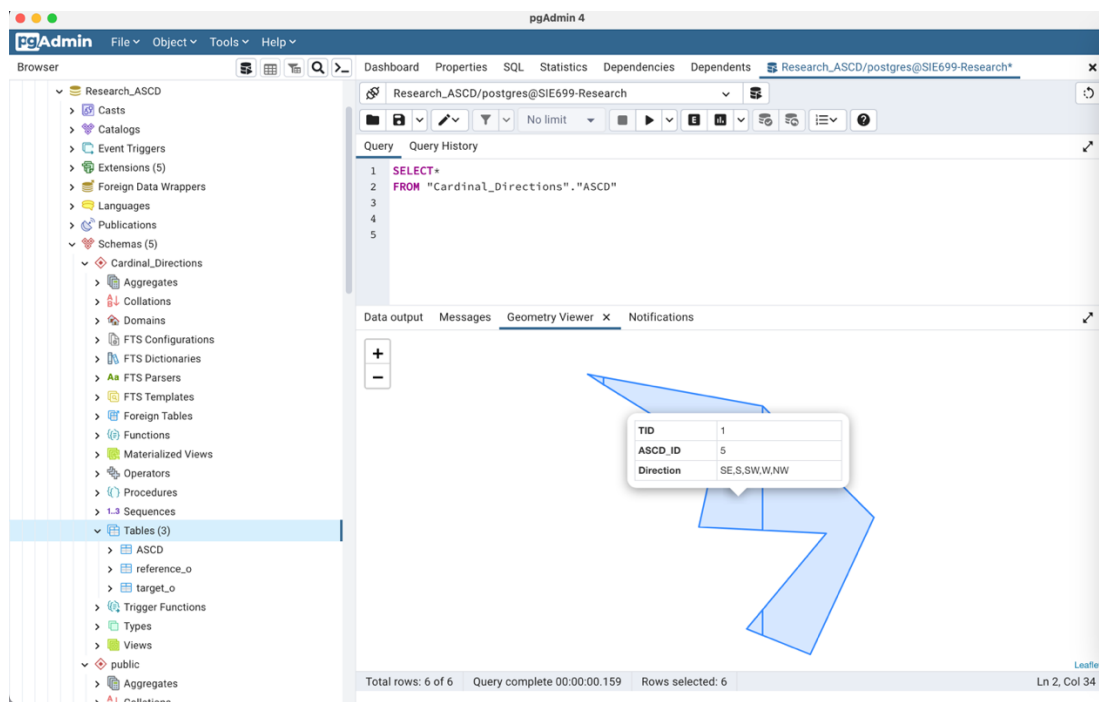 pgAdmin 4
pgAdmin File Object Tools Help
Browser
Dashboard Properties SQL Statistics Dependencies Dependents Research_ASCD/postgres@SIE699-Research*
Research_ASCD
Casts
Catalogs
Event Triggers
Extensions (5)
Foreign Data Wrappers
Languages
Publications
Schemas (5)
Cardinal_Directions
Aggregates
Collations
Domains
FTS Configurations
FTS Dictionaries
FTS Parsers
FTS Templates
Foreign Tables
Functions
Materialized Views
Operators
Procedures
1..3 Sequences
Tables (3)
ASCD
reference_o
target_o
Trigger Functions
Types
Views
public
Aggregates
Collations
Research_ASCD/postgres@SIE699-Research
No limit
Query Query History
1 SELECT*
2 FROM "Cardinal_Directions"."ASCD"
3
4
5
Data output Messages Geometry Viewer Notifications
+
−
TID 1
ASCD_ID 5
Direction SE,S,SW,W,NW
Total rows: 6 of 6 Query complete 00:00:00.159 Rows selected: 6 Ln 2, Col 34